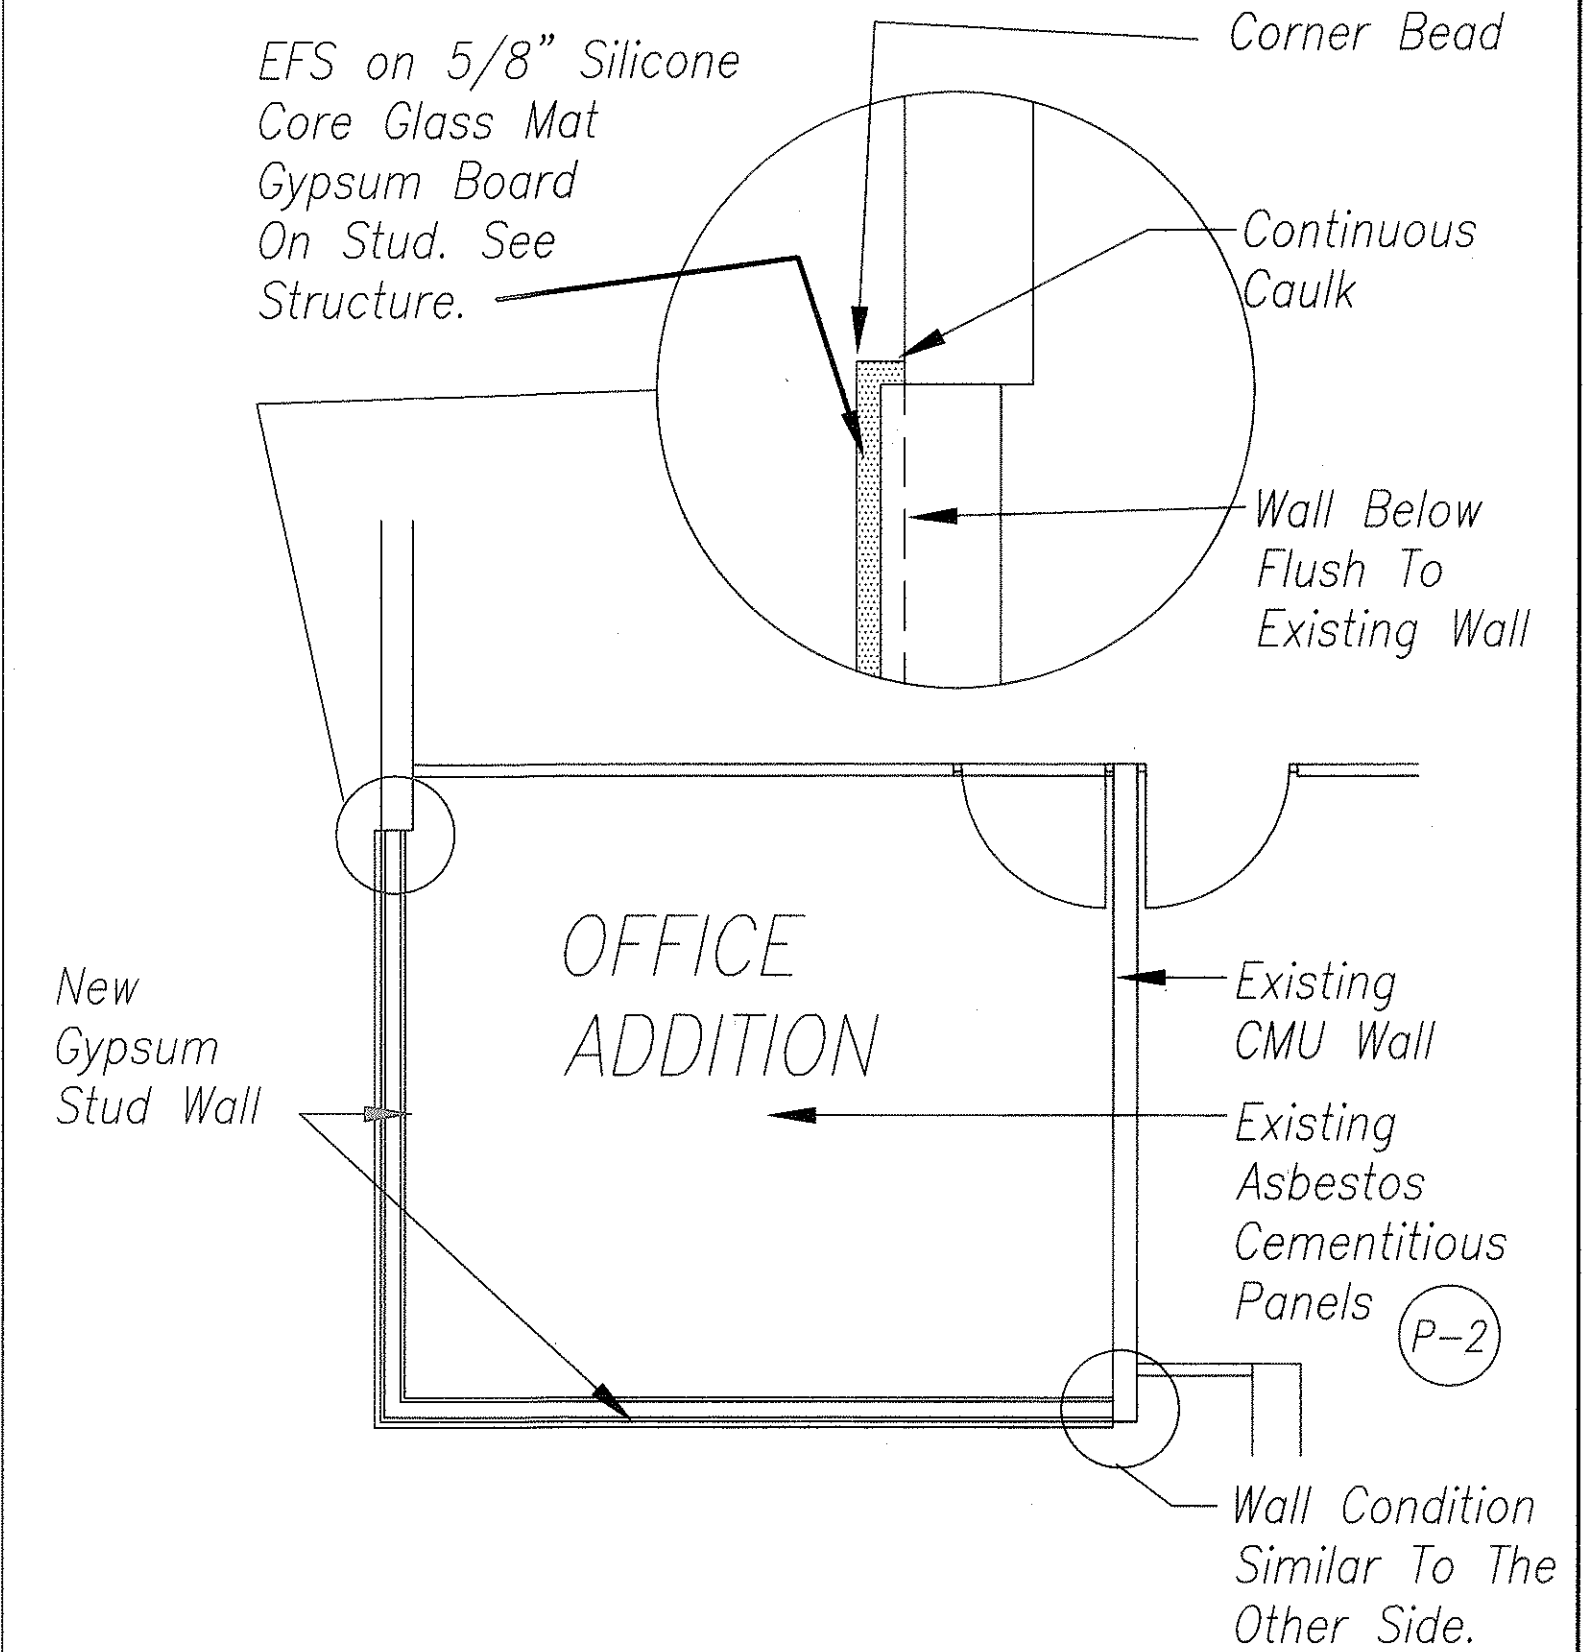 EFS on 5/8” Silicone
Core Glass Mat
Gypsum Board
On Stud. See
Structure.
Corner Bead
Continuous
Caulk
Wall Below
Flush To
Existing Wall
OFFICE
ADDITION
New
Gypsum
Stud Wall
Existing
CMU Wall
Existing
Asbestos
Cementitious
Panels
P-2
Wall Condition
Similar To The
Other Side.